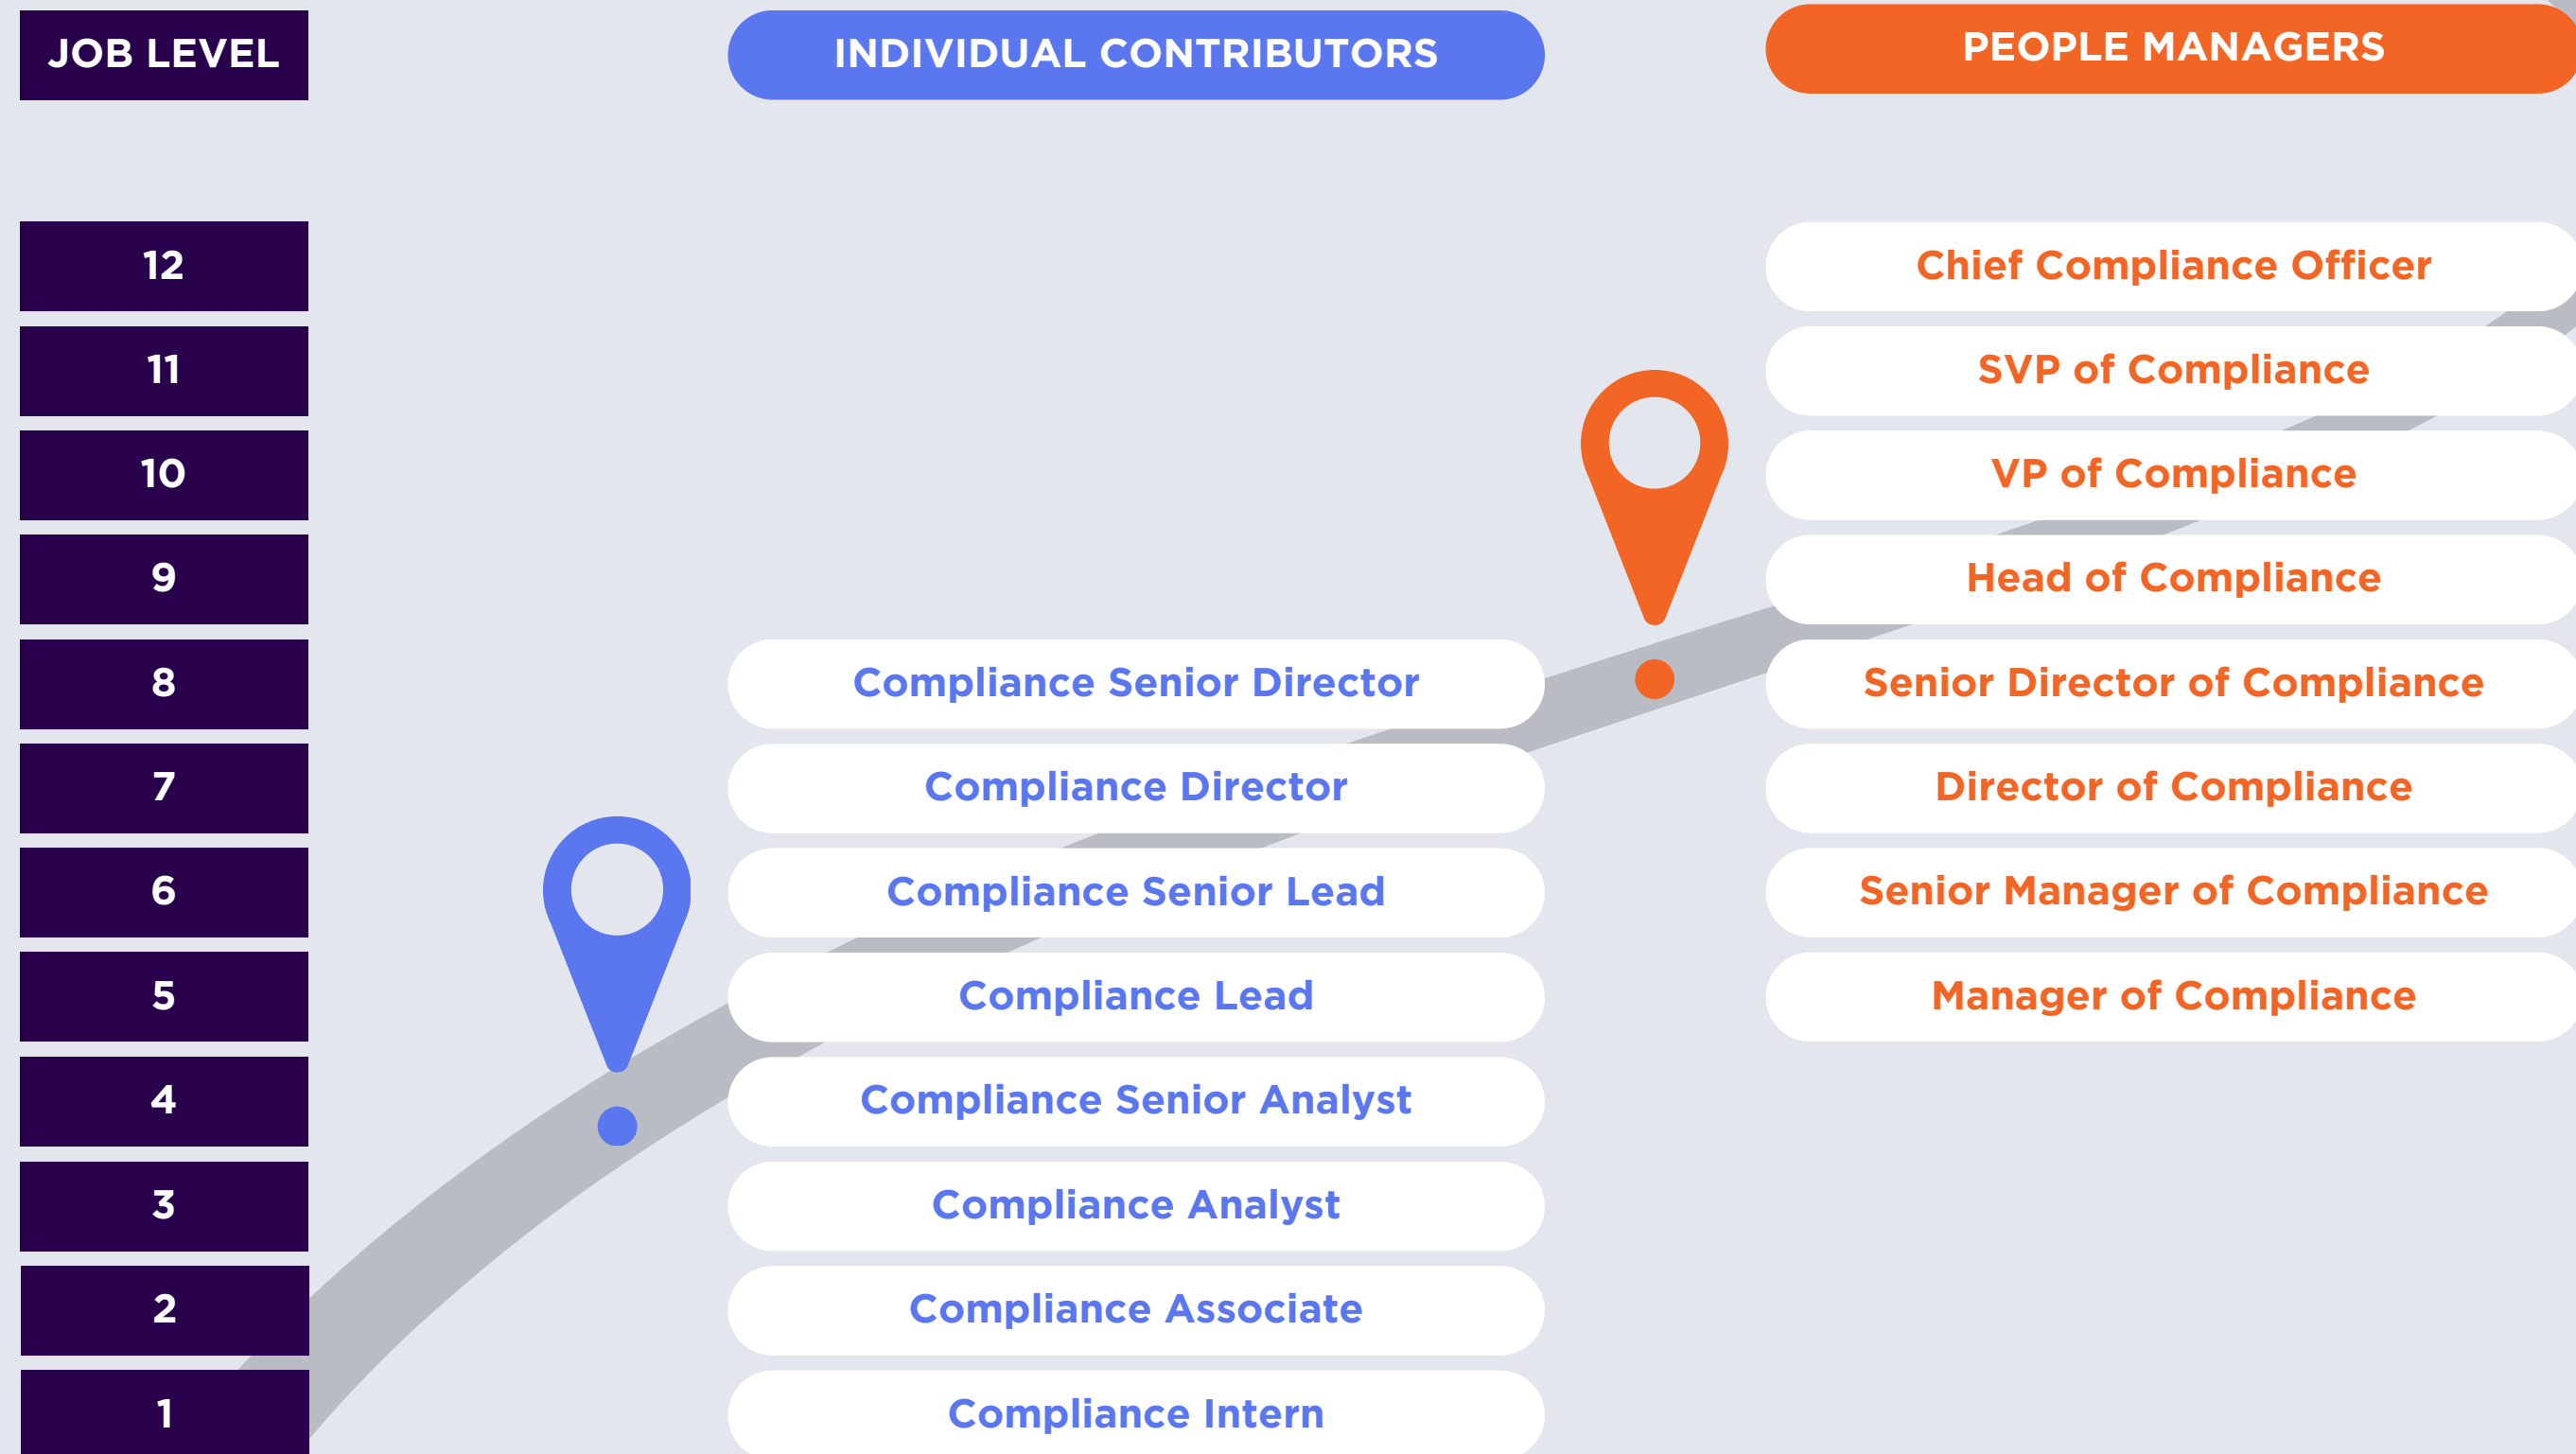 JOB LEVEL
INDIVIDUAL CONTRIBUTORS
PEOPLE MANAGERS
12
Chief Compliance Officer
11
SVP of Compliance
10
VP of Compliance
9
Head of Compliance
8
Compliance Senior Director
Senior Director of Compliance
7
Compliance Director
Director of Compliance
6
Compliance Senior Lead
Senior Manager of Compliance
5
Compliance Lead
Manager of Compliance
4
Compliance Senior Analyst
3
Compliance Analyst
2
Compliance Associate
1
Compliance Intern